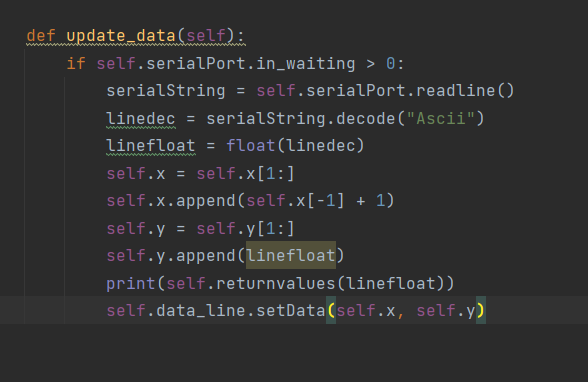 def update_data(self):
    if self.serialPort.in_waiting > 0:
        serialString = self.serialPort.readline()
        linedec = serialString.decode("Ascii")
        linefloat = float(linedec)
        self.x = self.x[1:]
        self.x.append(self.x[-1] + 1)
        self.y = self.y[1:]
        self.y.append(linefloat)
        print(self.returnvalues(linefloat))
        self.data_line.setData(self.x, self.y)